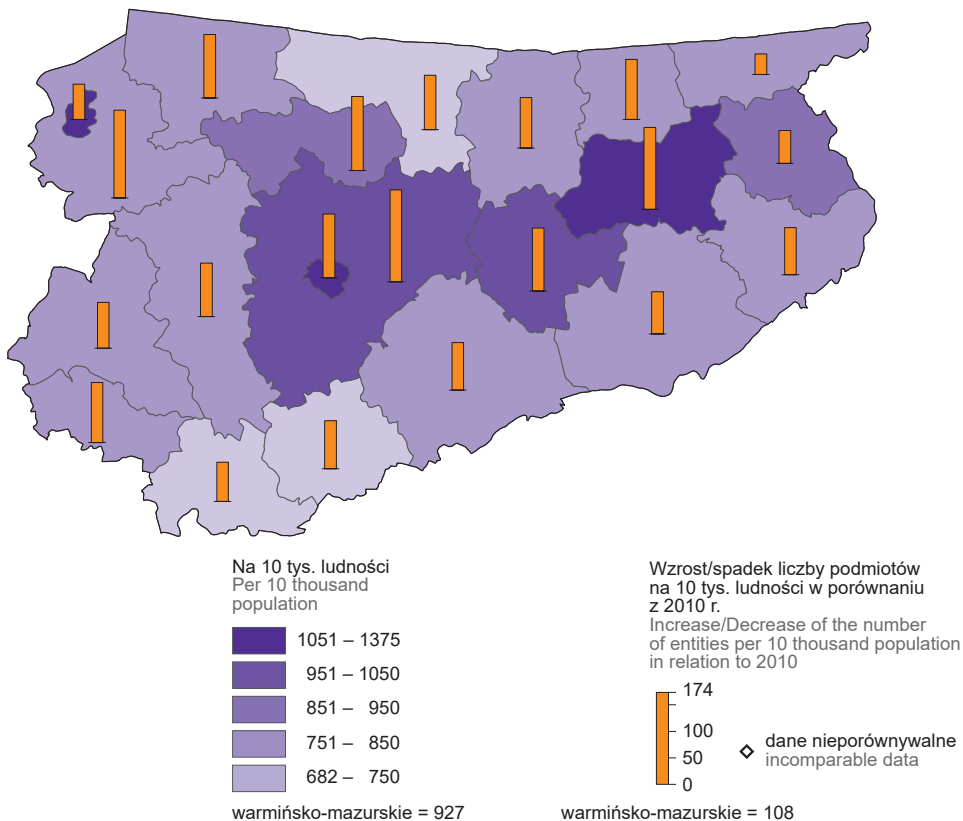 Na 10 tys. ludności
Per 10 thousand
population
1051 – 1375
951 – 1050
851 – 950
751 – 850
682 – 750
warmińsko-mazurskie = 927
Wzrost/spadek liczby podmiotów
na 10 tys. ludności w porównaniu
z 2010 r.
Increase/Decrease of the number
of entities per 10 thousand population
in relation to 2010
174
100
50
0
dane nieporównywalne
incomparable data
warmińsko-mazurskie = 108